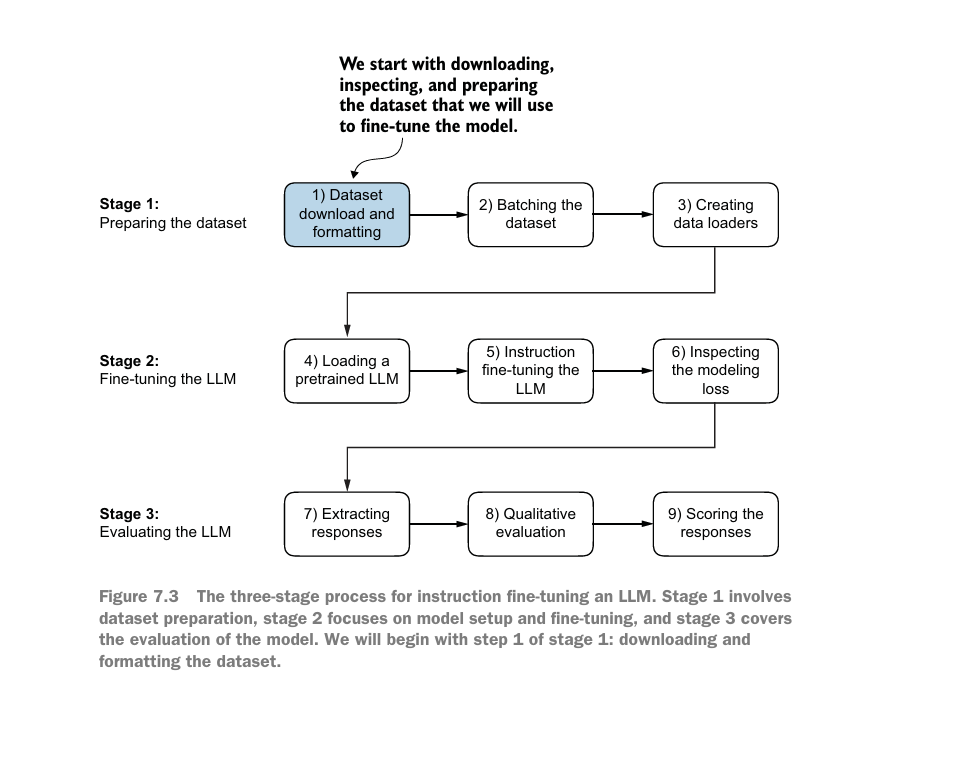 We start with downloading,
inspecting, and preparing
the dataset that we will use
to fine-tune the model.
Stage 1:
Preparing the dataset
1) Dataset
download and
formatting
2) Batching the
dataset
3) Creating
data loaders
Stage 2:
Fine-tuning the LLM
4) Loading a
pretrained LLM
5) Instruction
fine-tuning the
LLM
6) Inspecting
the modeling
loss
Stage 3:
Evaluating the LLM
7) Extracting
responses
8) Qualitative
evaluation
9) Scoring the
responses
Figure 7.3 The three-stage process for instruction fine-tuning an LLM. Stage 1 involves
dataset preparation, stage 2 focuses on model setup and fine-tuning, and stage 3 covers
the evaluation of the model. We will begin with step 1 of stage 1: downloading and
formatting the dataset.